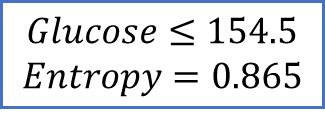 Glucose ≤ 154.5
Entropy = 0.865